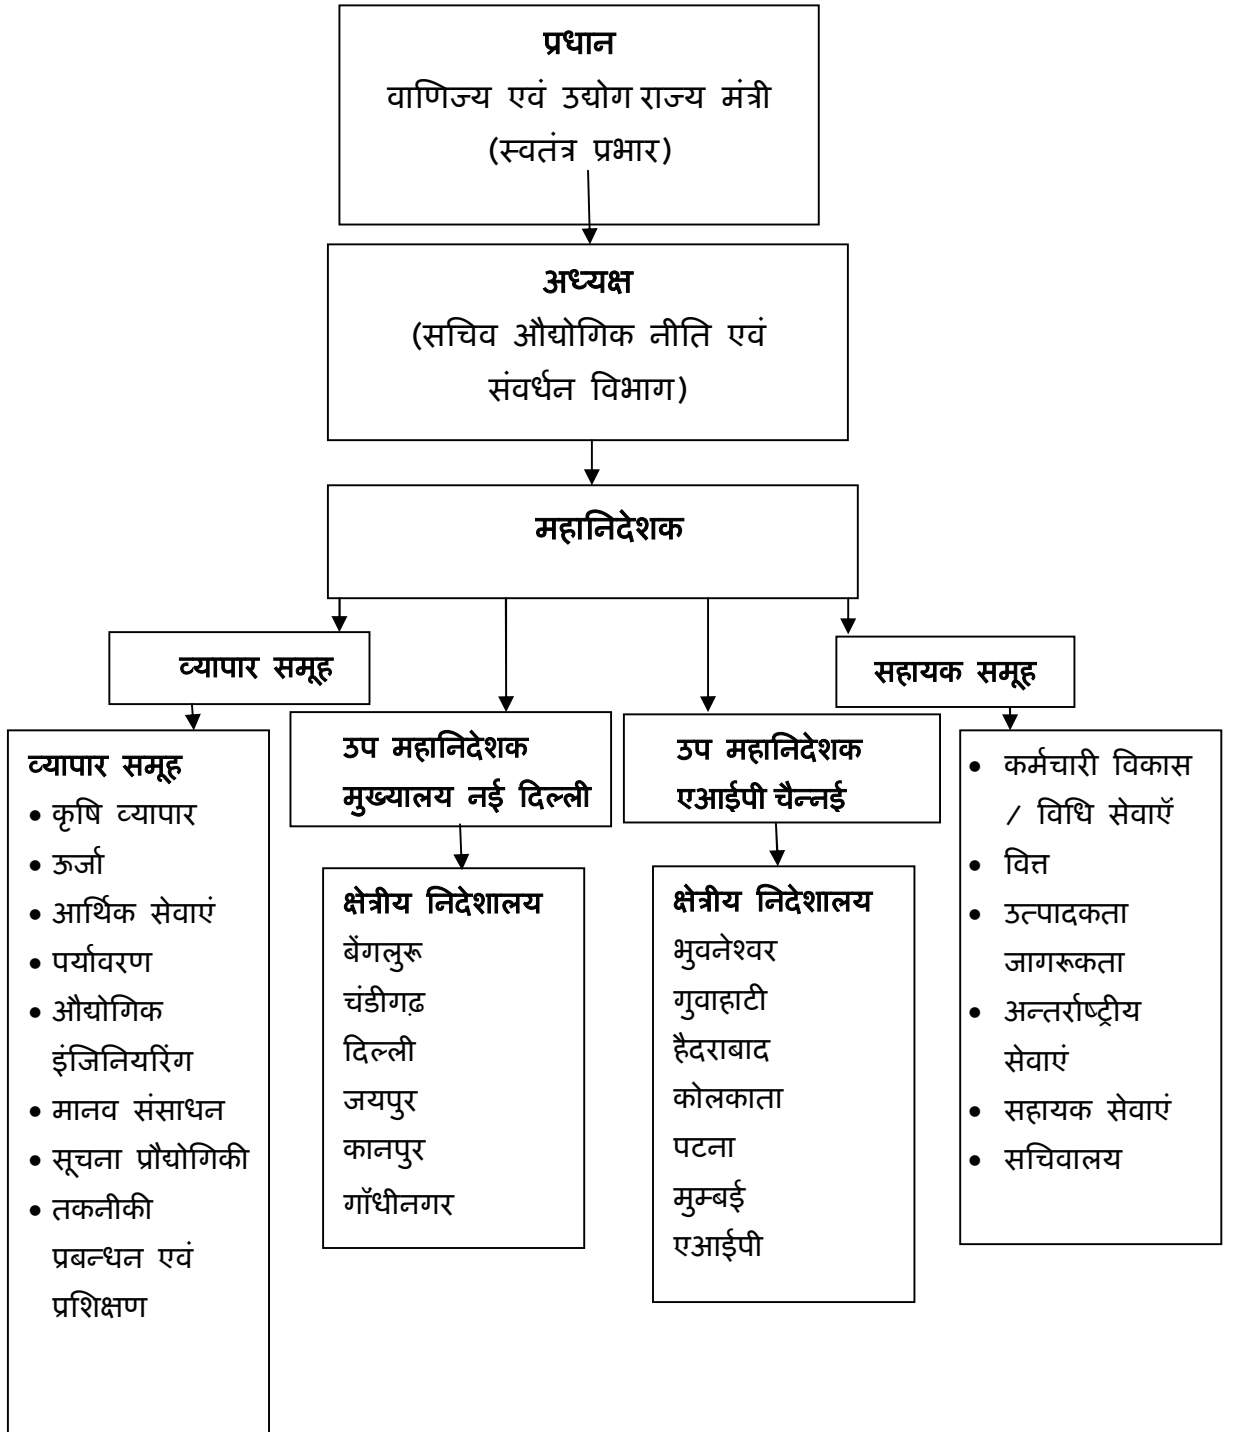 प्रधान
वाणिज्य एवं उद्योग राज्य मंत्री
(स्वतंत्र प्रभार)
अध्यक्ष
(सचिव औद्योगिक नीति एवं
संवर्धन विभाग)
महानिदेशक
व्यापार समूह
सहायक समूह
उप महानिदेशक
मुख्यालय नई दिल्ली
उप महानिदेशक
एआईपी चैन्नई
व्यापार समूह
• कृषि व्यापार
• ऊर्जा
• आर्थिक सेवाएं
• पर्यावरण
• औद्योगिक
इंजिनियरिंग
• मानव संसाधन
• सूचना प्रौद्योगिकी
• तकनीकी
प्रबन्धन एवं
प्रशिक्षण
क्षेत्रीय निदेशालय
बेंगलुरू
चंडीगढ़
दिल्ली
जयपुर
कानपुर
गॉधीनगर
क्षेत्रीय निदेशालय
भुवनेश्वर
गुवाहाटी
हैदराबाद
कोलकाता
पटना
मुम्बई
एआईपी
• कर्मचारी विकास
/ विधि सेवाऍ
• वित्त
• उत्पादकता
जागरूकता
• अन्तर्राष्ट्रीय
सेवाएं
• सहायक सेवाएं
• सचिवालय